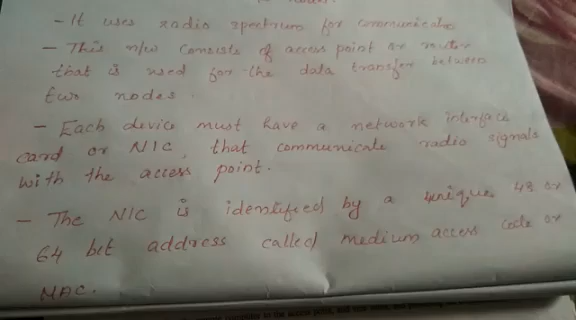 - It uses radio spectrum for communicatn
- This n/w consists of access point or router
that is used for the data transfer between
two nodes.
- Each device must have a network interface
card or NIC, that communicate radio signals
with the access point.
- The NIC is identified by a unique 48 or
64 bit address called medium access code or
MAC.